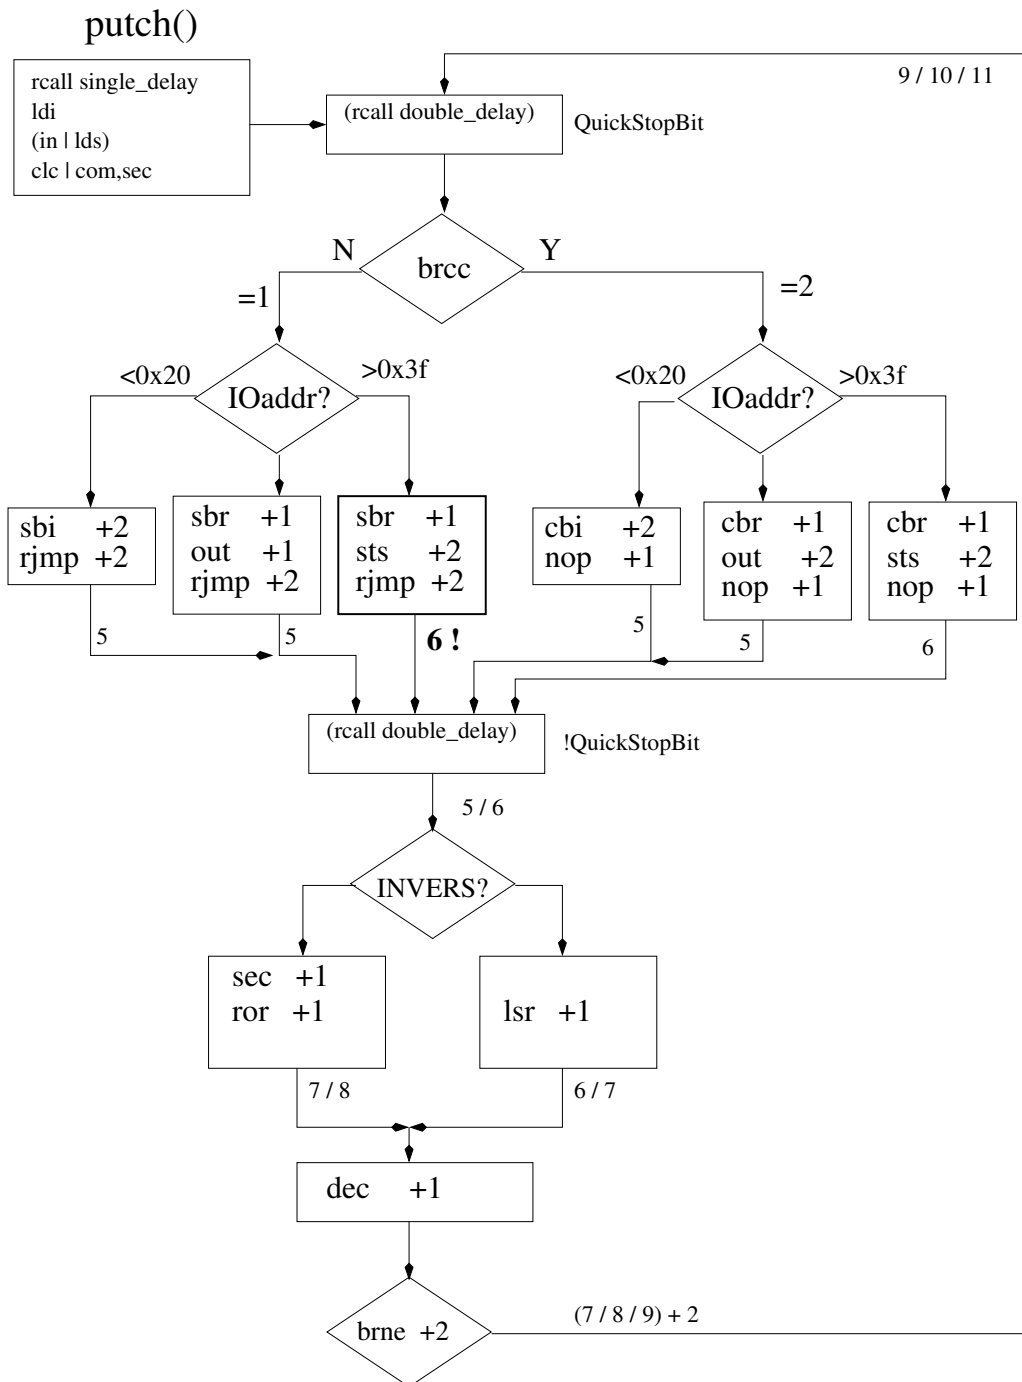 putch()
rcall single_delay
ldi
(in | lds)
clc | com,sec
(rcall double_delay)
QuickStopBit
9 / 10 / 11
N
brcc
Y
=1
=2
<0x20
IOaddr?
>0x3f
<0x20
IOaddr?
>0x3f
sbi +2
rjmp +2
sbr +1
out +1
rjmp +2
sbr +1
sts +2
rjmp +2
cbi +2
nop +1
cbr +1
out +2
nop +1
cbr +1
sts +2
nop +1
5
5
6 !
5
5
6
(rcall double_delay)
!QuickStopBit
5 / 6
INVERS?
sec +1
ror +1
lsr +1
7 / 8
6 / 7
dec +1
brne +2
(7 / 8 / 9) + 2